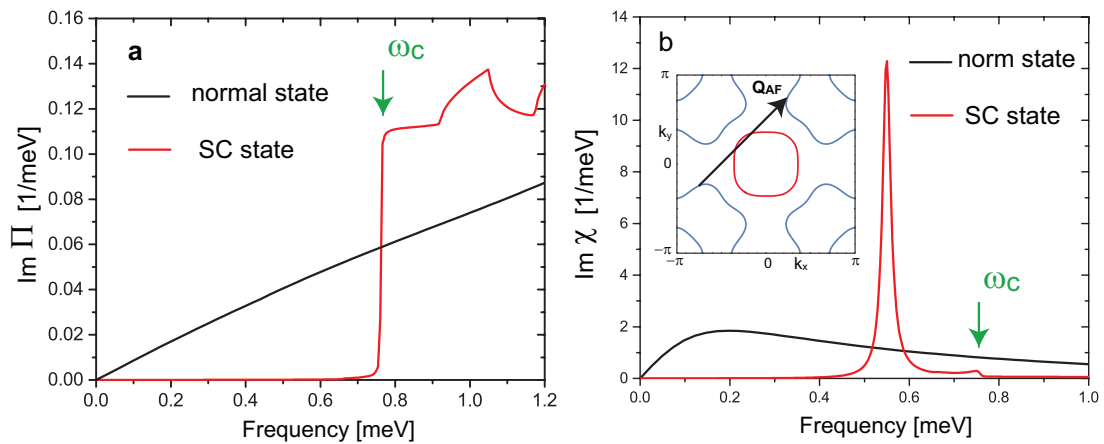 a
ωC
normal state
SC state
Im Π [1/meV]
0.16
0.14
0.12
0.10
0.08
0.06
0.04
0.02
0.00
0.0 0.2 0.4 0.6 0.8 1.0 1.2
Frequency [meV]
b
norm state
SC state
ωC
Im χ [1/meV]
14
12
10
8
6
4
2
0
0.0 0.2 0.4 0.6 0.8 1.0
Frequency [meV]
QAF
π
ky
0
−π
−π 0 kx π